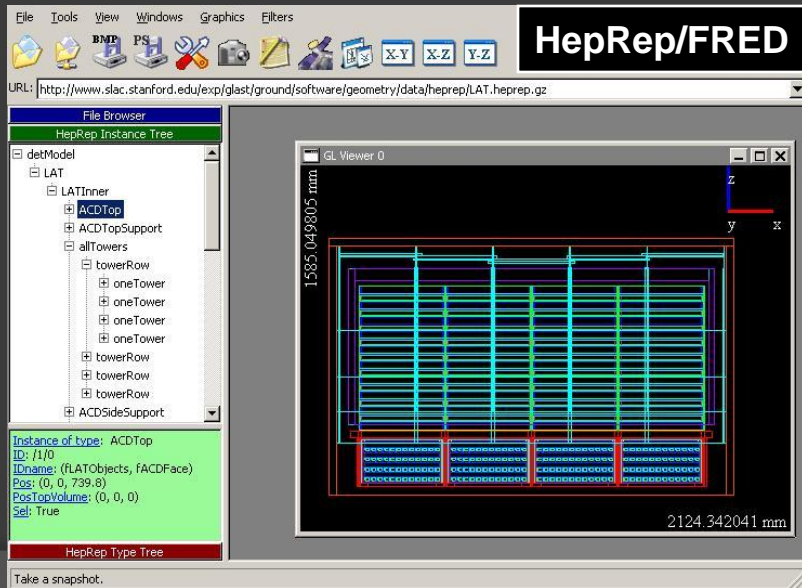 File Tools View Windows Graphics Filters
HepRep/FRED
BMP PS X-Y X-Z Y-Z
URL: http://www.slac.stanford.edu/exp/glast/ground/software/geometry/data/heprep/LAT.heprep.gz
File Browser
HepRep Instance Tree
detModel
LAT
LATInner
ACDTop
ACDTopSupport
allTowers
towerRow
oneTower
oneTower
oneTower
oneTower
towerRow
towerRow
towerRow
ACDSideSupport
Instance of type: ACDTop
ID: /1/0
IDname: (fLATObjects, fACDFace)
Pos: (0, 0, 739.8)
PosTopVolume: (0, 0, 0)
Sel: True
HepRep Type Tree
GL Viewer 0
1585.049805 mm
z
y x
2124.342041 mm
Take a snapshot.